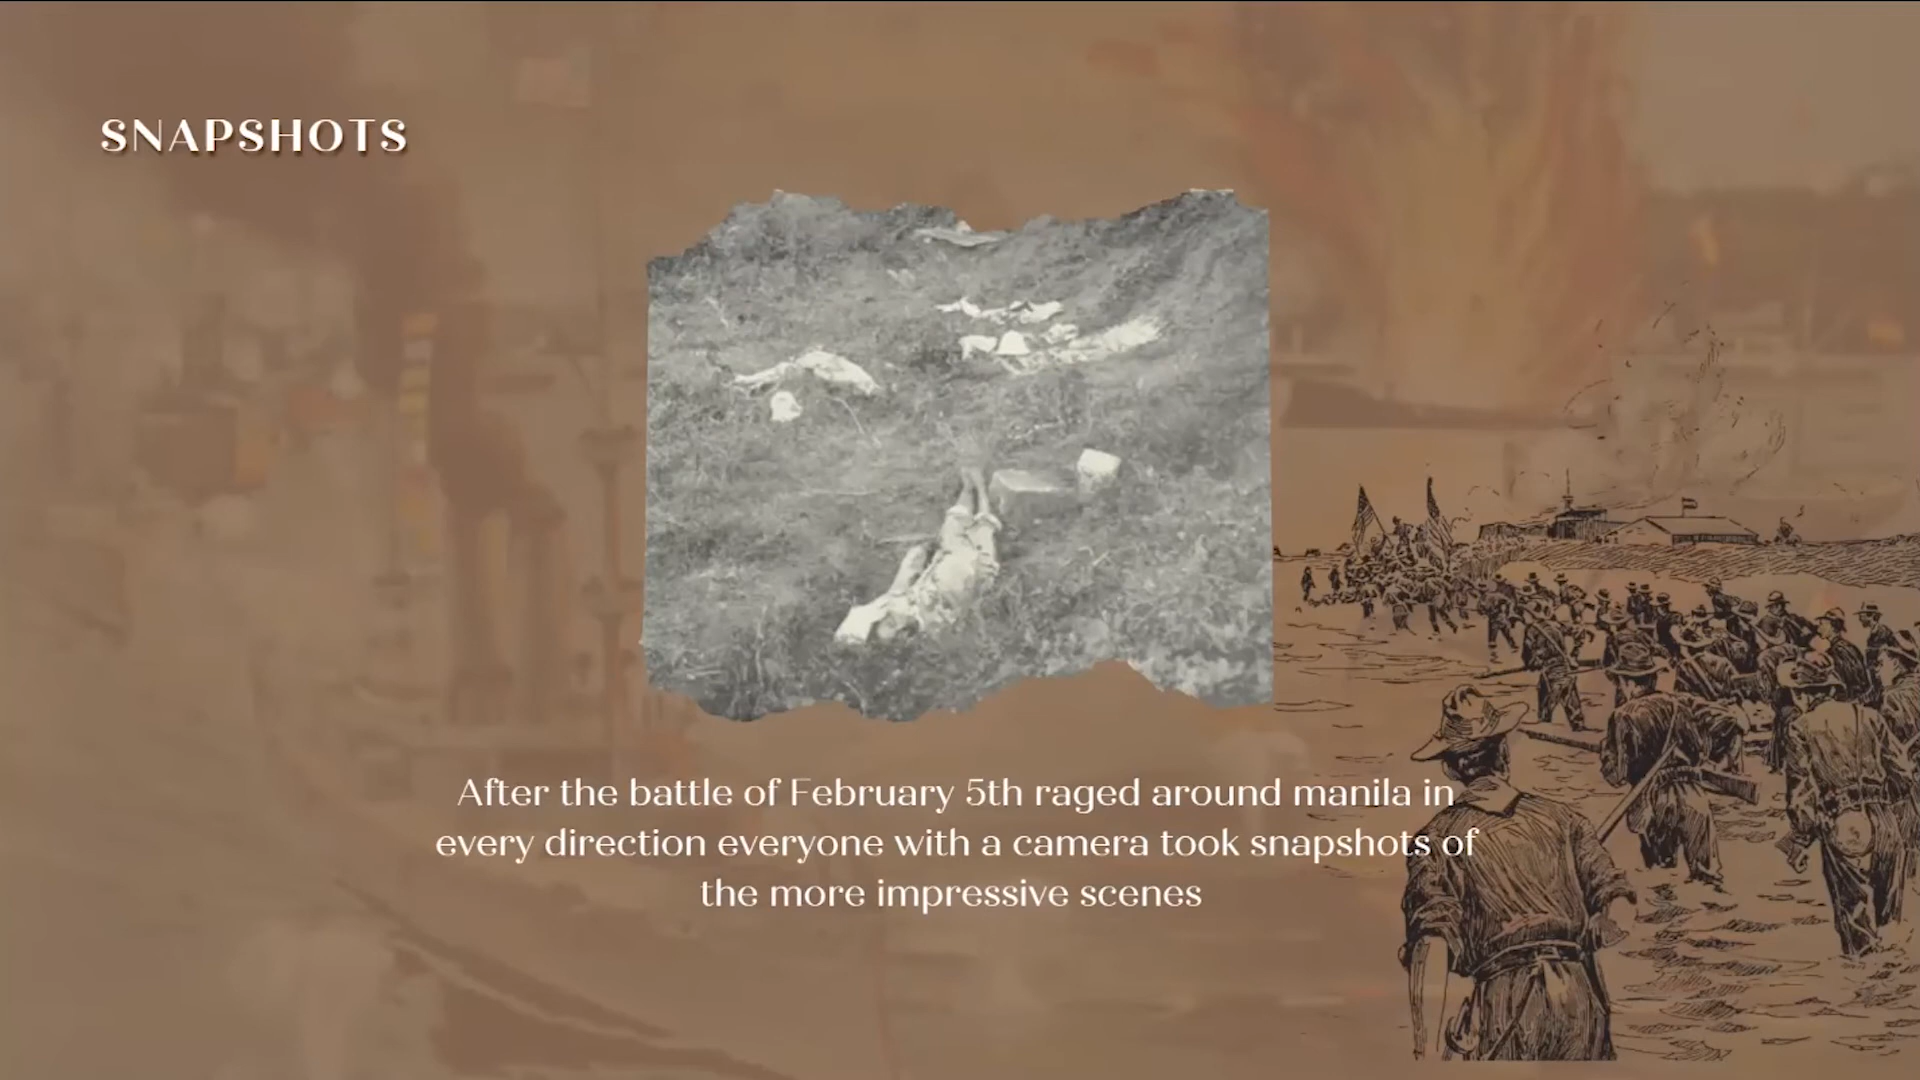 SNAPSHOTS
After the battle of February 5th raged around manila in
every direction everyone with a camera took snapshots of
the more impressive scenes